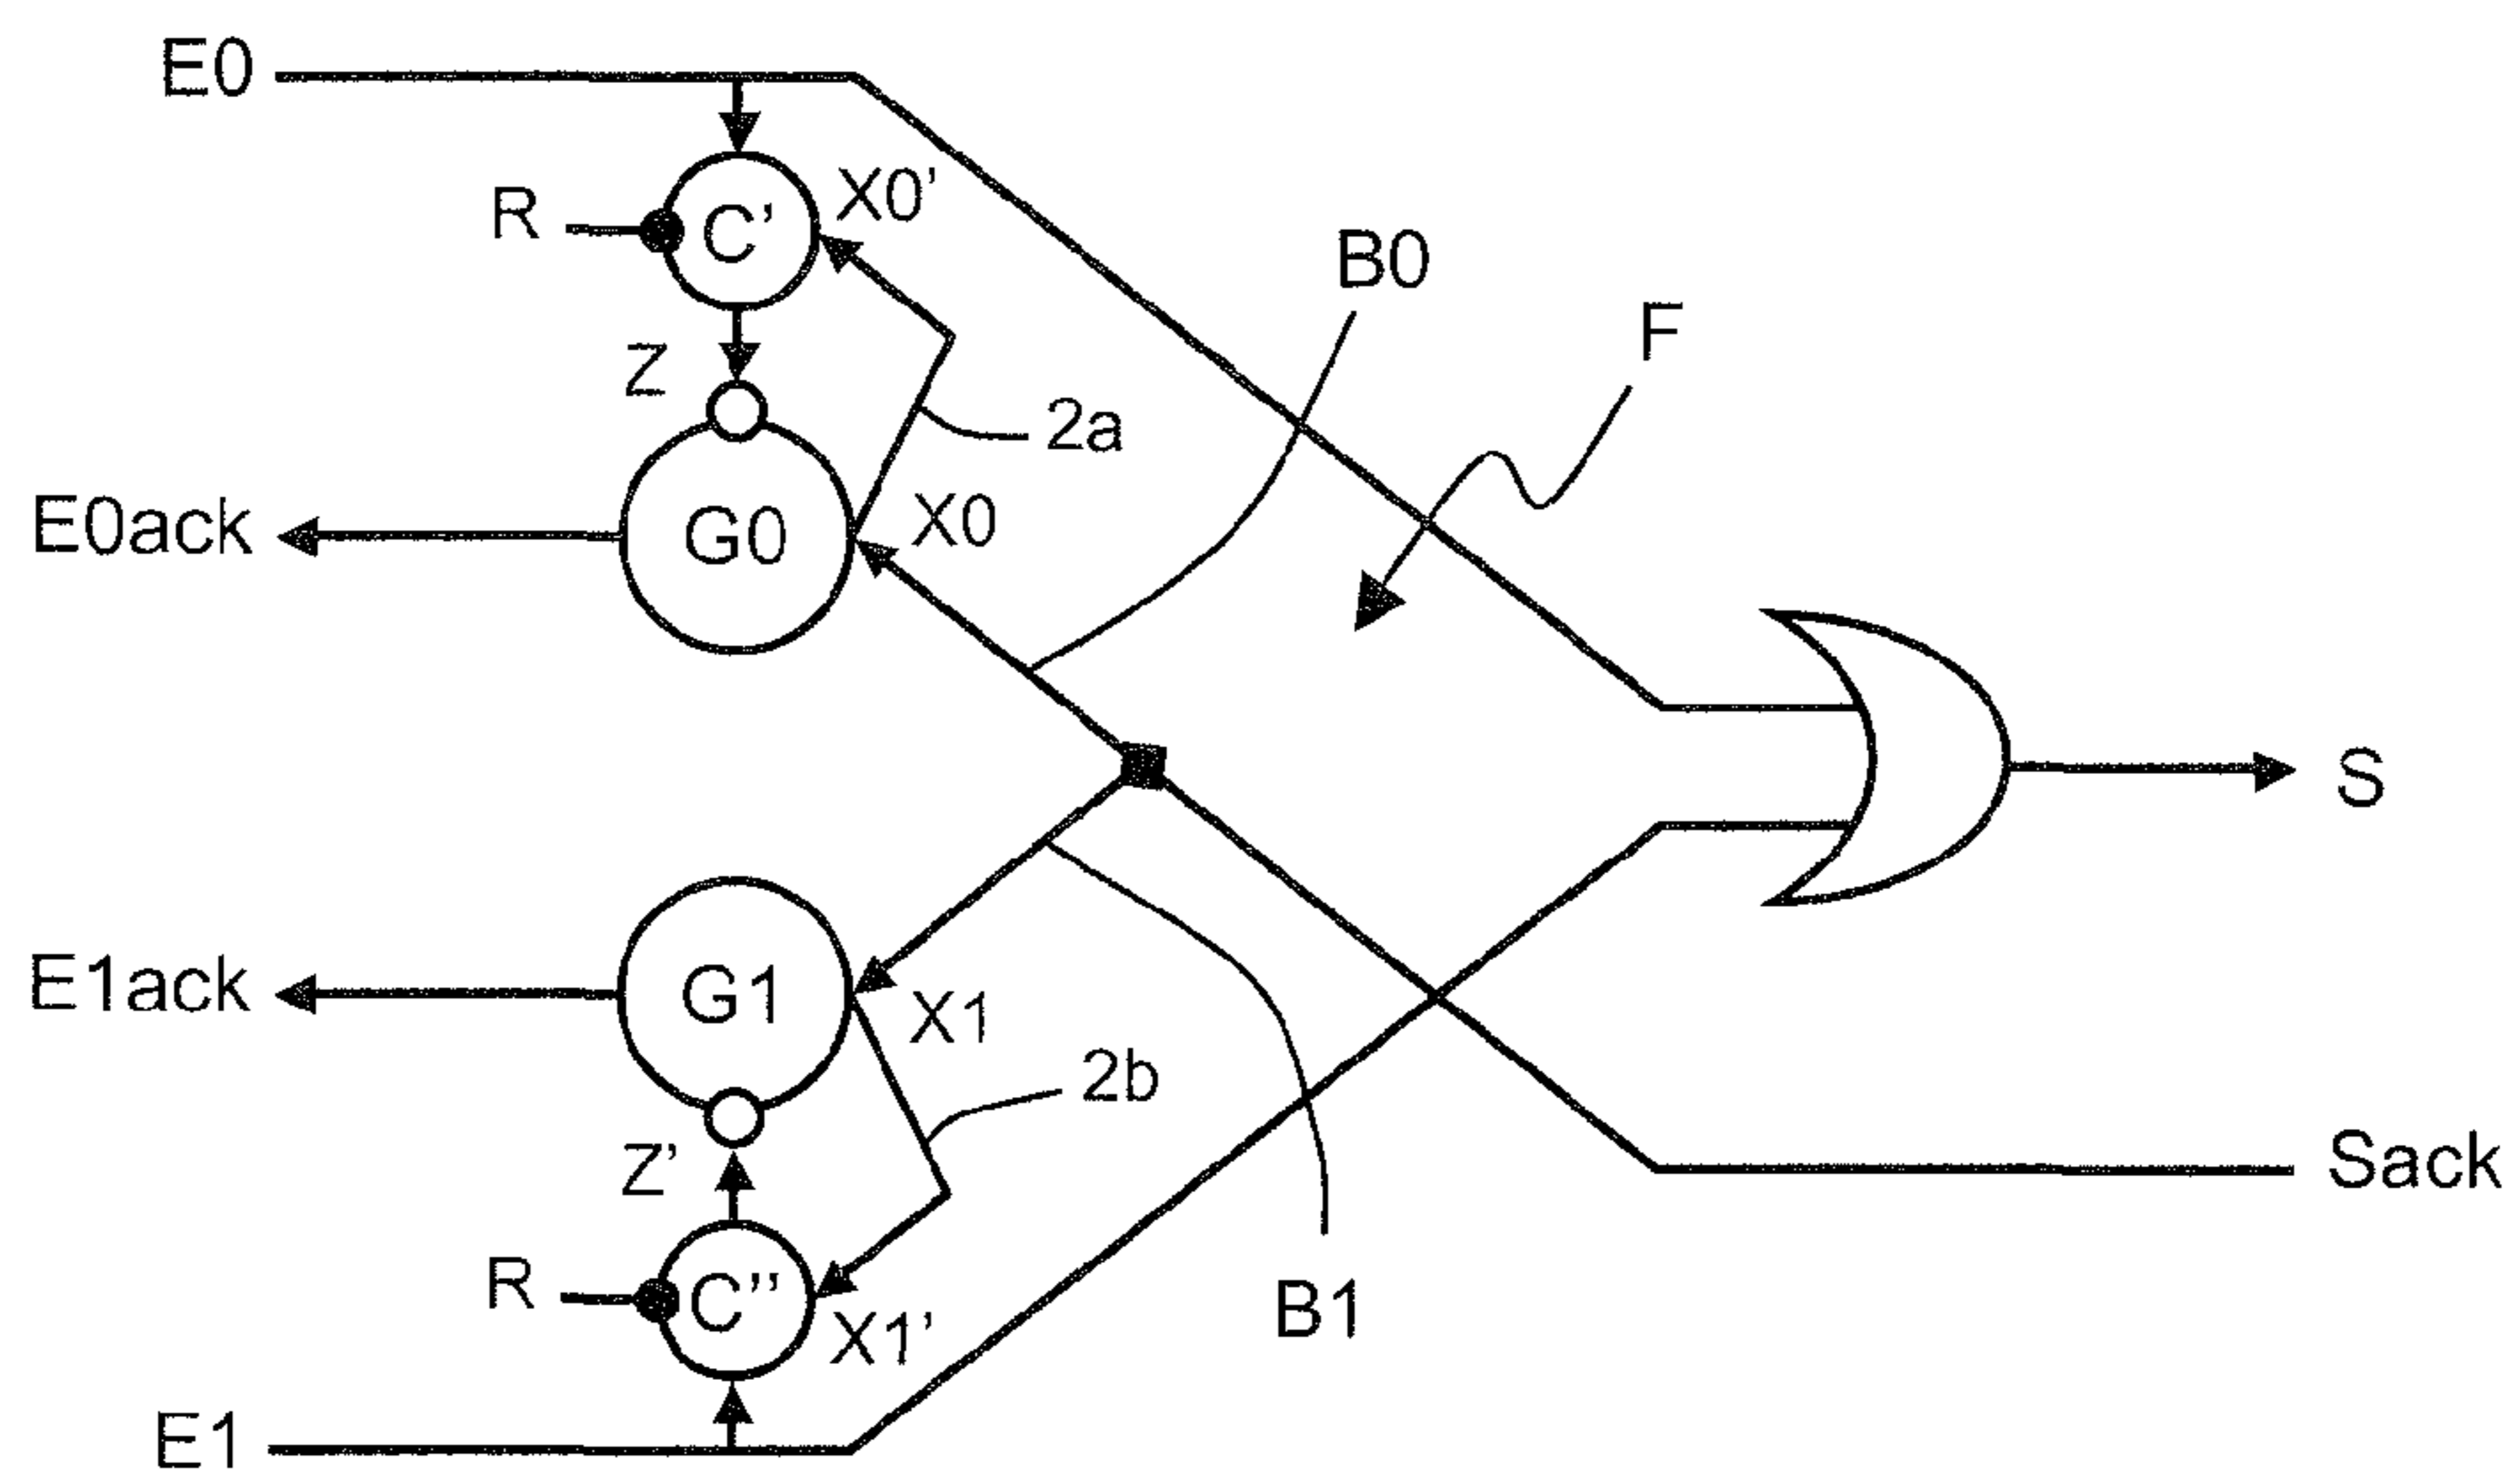 E0
R
C'
X0'
B0
F
Z
2a
E0ack
G0
X0
S
E1ack
G1
X1
2b
Z'
Sack
R
C''
X1'
B1
E1